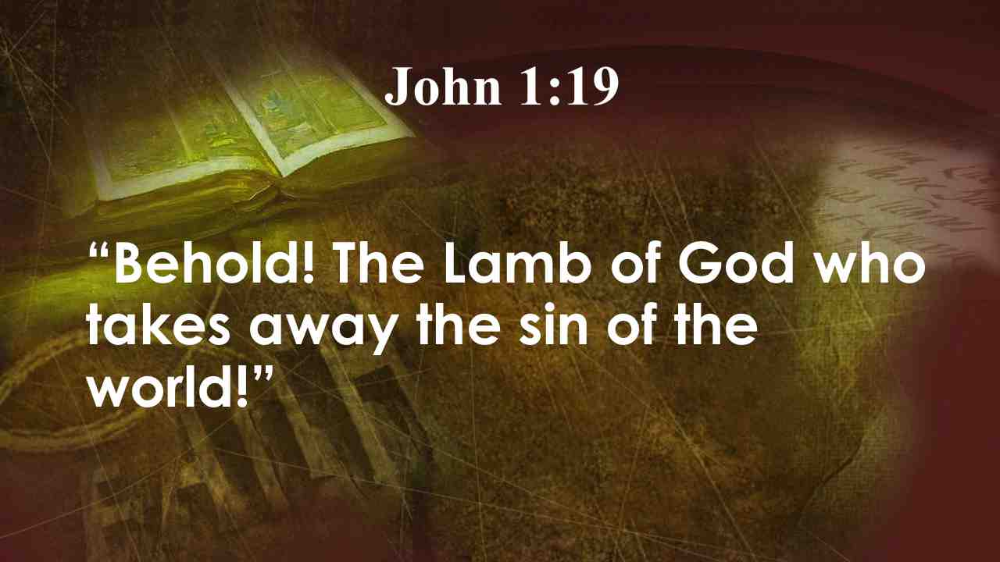 John 1:19
“Behold! The Lamb of God who
takes away the sin of the
world!”